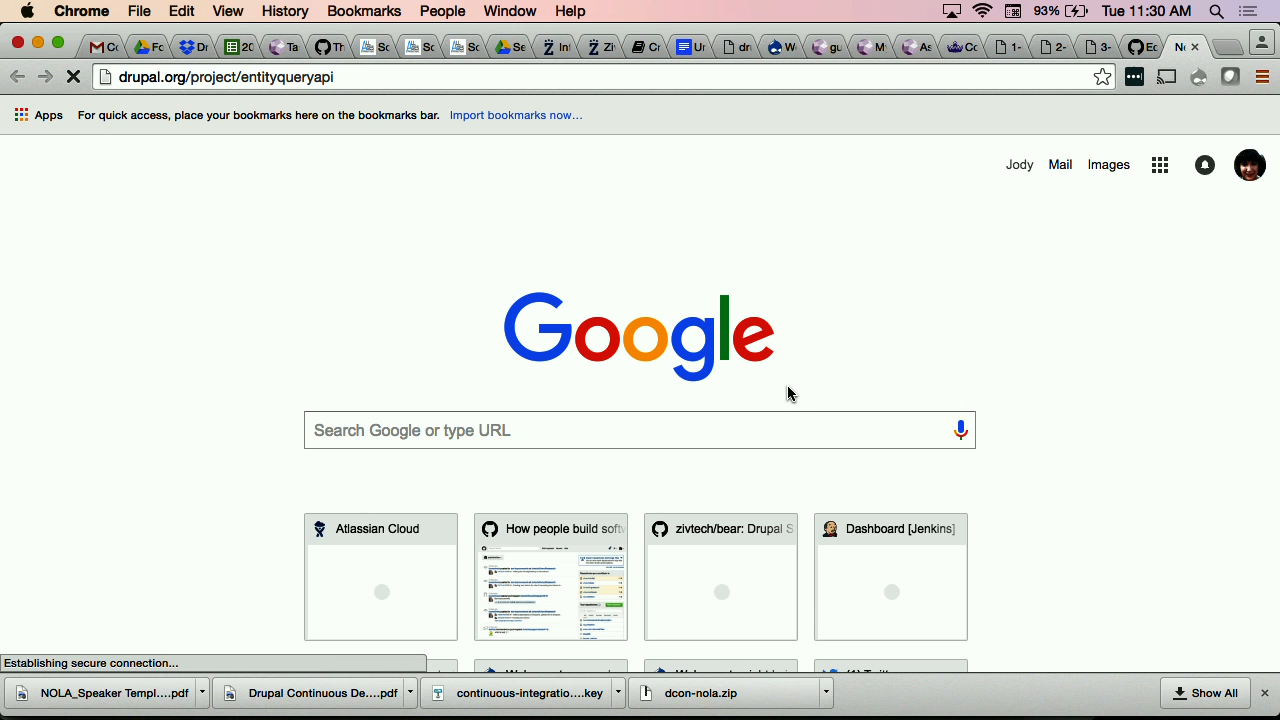 Chrome File Edit View History Bookmarks People Window Help 93% Tue 11:30 AM
drupal.org/project/entityqueryapi
Apps For quick access, place your bookmarks here on the bookmarks bar. Import bookmarks now...
Jody Mail Images
Google
Search Google or type URL
Atlassian Cloud
How people build soft
zivtech/bear: Drupal S
Dashboard [Jenkins]
Establishing secure connection...
NOLA_Speaker Templ....pdf
Drupal Continuous De....pdf
continuous-integratio....key
dcon-nola.zip
Show All